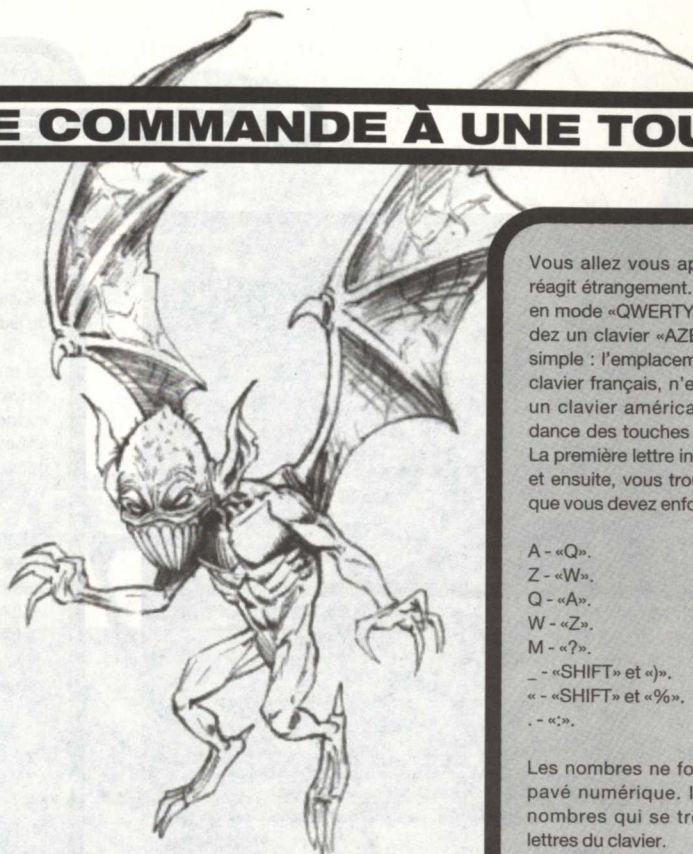 E COMMANDE À UNE TOU
Vous allez vous ap
réagit étrangement.
en mode «QWERTY
dez un clavier «AZE
simple : l'emplacem
clavier français, n'e
un clavier américa
dance des touches
La première lettre in
et ensuite, vous trou
que vous devez enfo
A - «Q».
Z - «W».
Q - «A».
W - «Z».
M - «?».
_ - «SHIFT» et «)».
« - «SHIFT» et «%».
. - «:».
Les nombres ne fo
pavé numérique. I
nombres qui se tro
lettres du clavier.